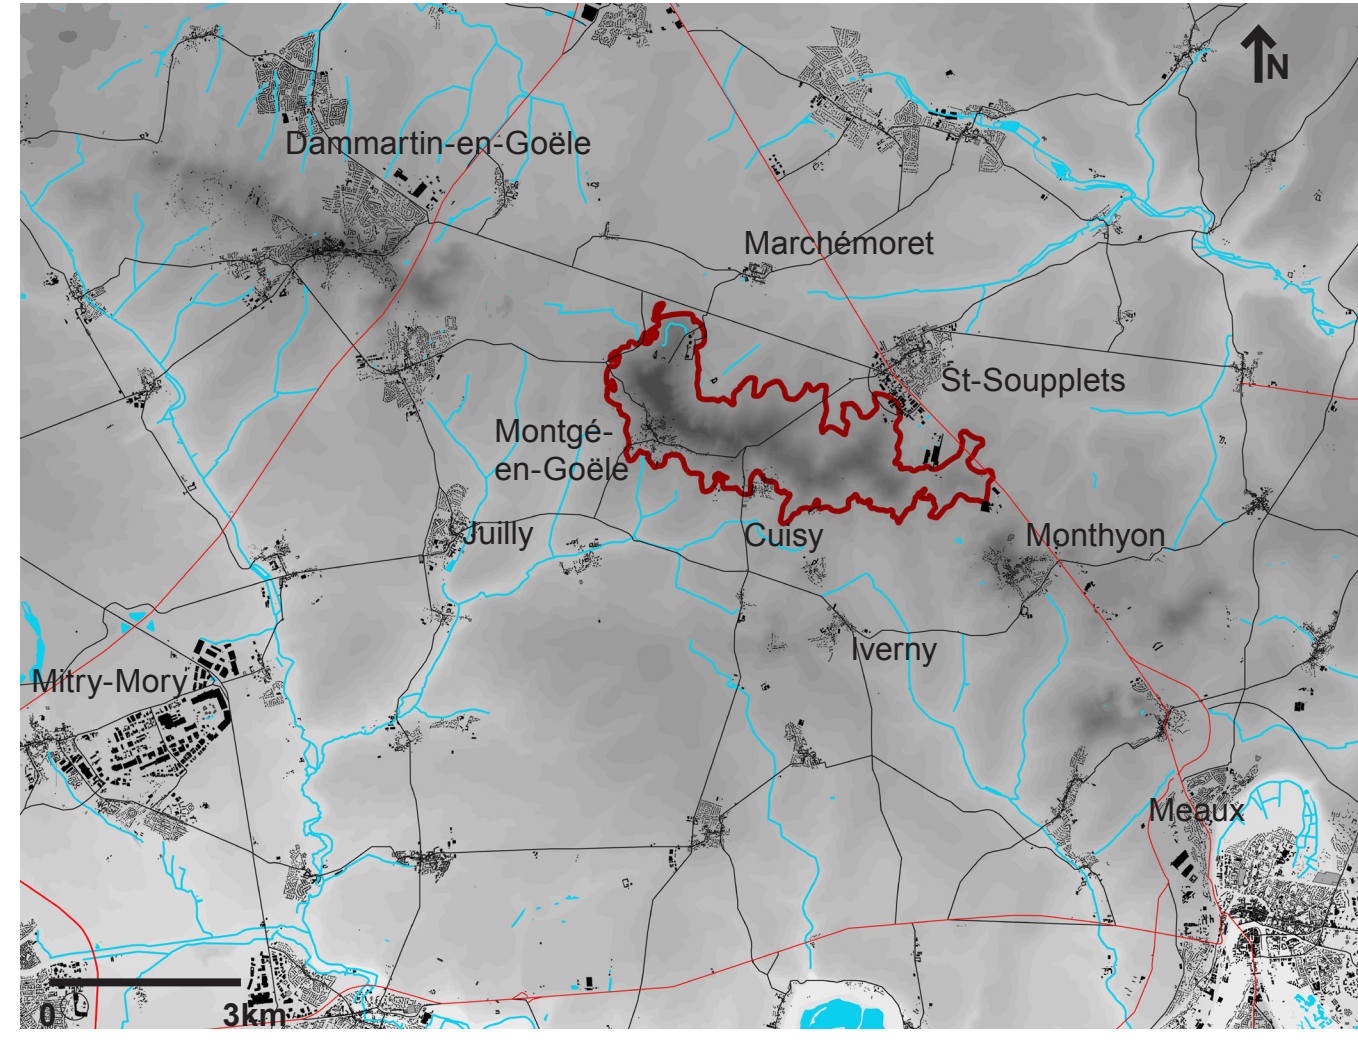 N
Dammartin-en-Goële
Marchémoret
St-Soupplets
Montgé-
en-Goële
Juilly
Cuisy
Monthyon
Iverny
Mitry-Mory
Meaux
0
3km